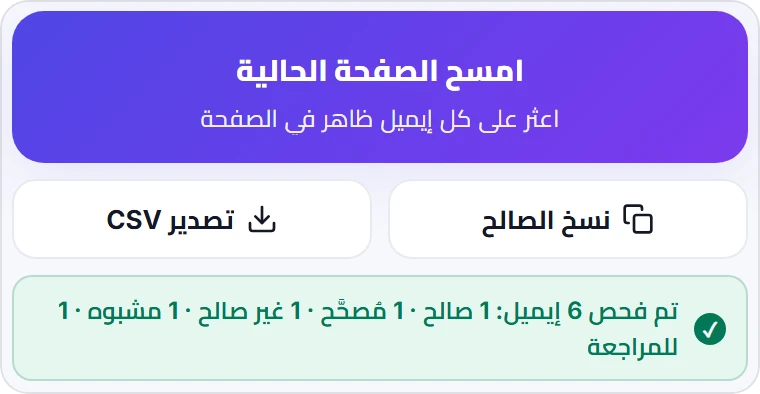 امسح الصفحة الحالية
اعثر على كل إيميل ظاهر في الصفحة
نسخ الصالح
تصدير CSV
تم فحص 6 إيميل: 1 صالح · 1 مُصحَّح · 1 غير صالح · 1 مشبوه · 1
للمراجعة